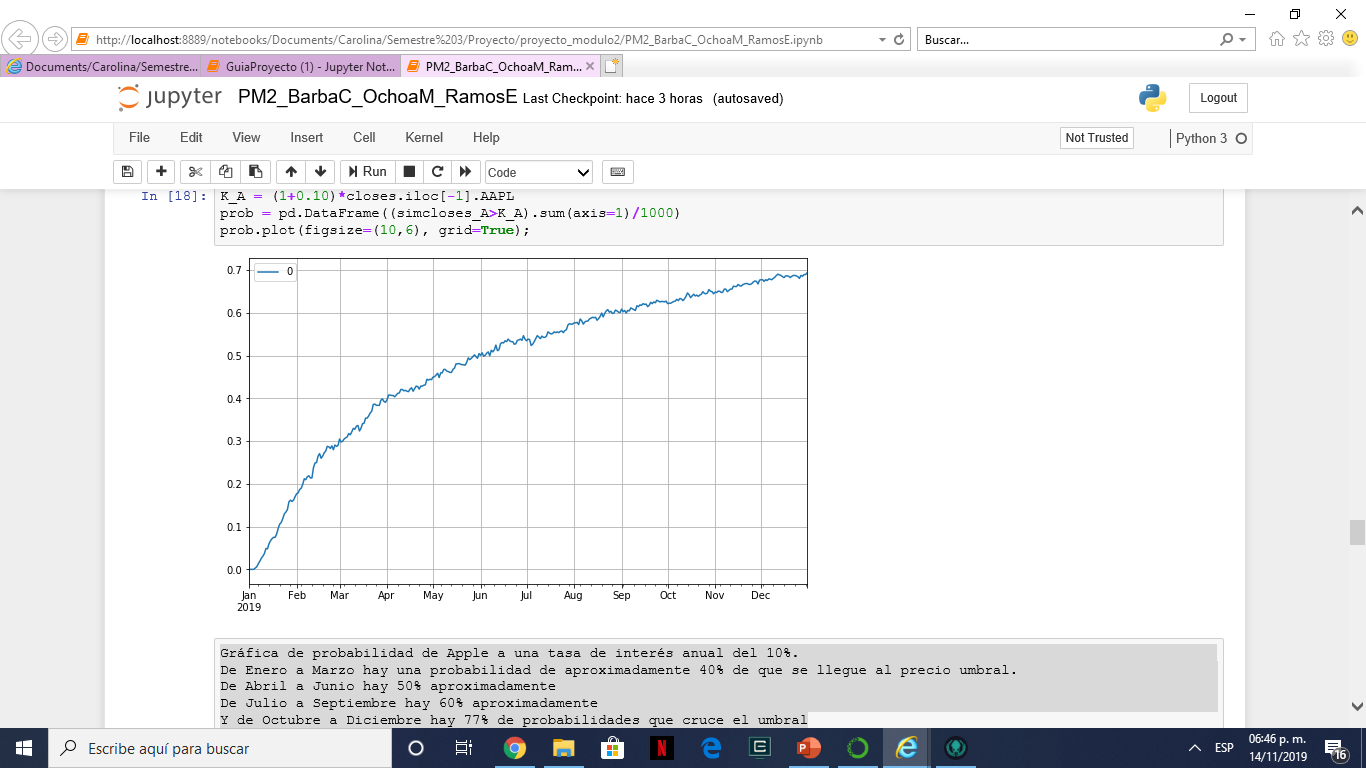 http://localhost:8889/notebooks/Documents/Carolina/Semestre%203/Proyecto/proyecto_modulo2/PM2_BarbaC_OchoaM_RamosE.ipynb
Buscar...
Documents/Carolina/Semestre...
GuiaProyecto (1) - Jupyter Not...
PM2_BarbaC_OchoaM_Ram...
jupyter PM2_BarbaC_OchoaM_RamosE Last Checkpoint: hace 3 horas (autosaved)
Logout
File Edit View Insert Cell Kernel Help
Not Trusted
Python 3
Run
Code
In [18]: K_A = (1+0.10)*closes.iloc[-1].AAPL
prob = pd.DataFrame((simcloses_A>K_A).sum(axis=1)/1000)
prob.plot(figsize=(10,6), grid=True);
0
0.7
0.6
0.5
0.4
0.3
0.2
0.1
0.0
Jan Feb Mar Apr May Jun Jul Aug Sep Oct Nov Dec
2019
Gráfica de probabilidad de Apple a una tasa de interés anual del 10%.
De Enero a Marzo hay una probabilidad de aproximadamente 40% de que se llegue al precio umbral.
De Abril a Junio hay 50% aproximadamente
De Julio a Septiembre hay 60% aproximadamente
Y de Octubre a Diciembre hay 77% de probabilidades que cruce el umbral
Escribe aquí para buscar
ESP
06:46 p. m.
14/11/2019
16